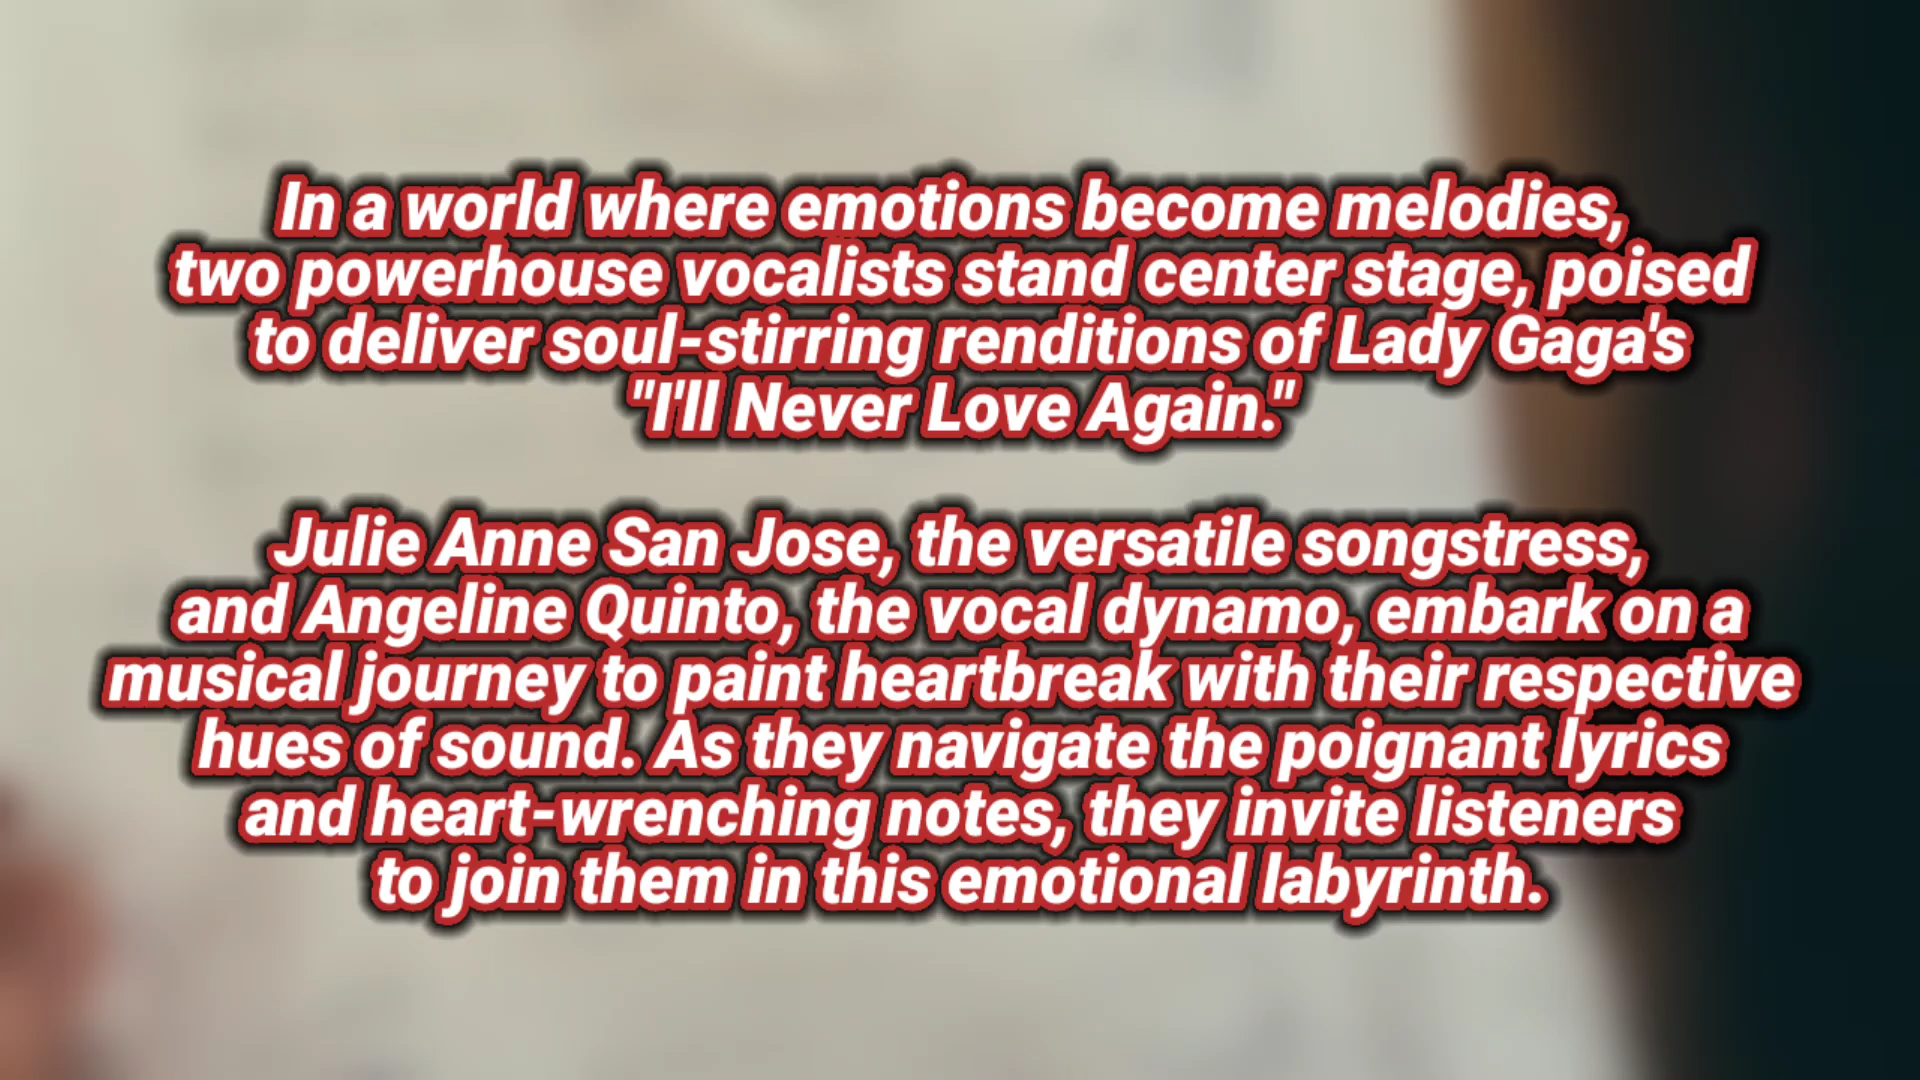 In a world where emotions become melodies,
two powerhouse vocalists stand center stage, poised
to deliver soul-stirring renditions of Lady Gaga's
"I'll Never Love Again."
Julie Anne San Jose, the versatile songstress,
and Angeline Quinto, the vocal dynamo, embark on a
musical journey to paint heartbreak with their respective
hues of sound. As they navigate the poignant lyrics
and heart-wrenching notes, they invite listeners
to join them in this emotional labyrinth.